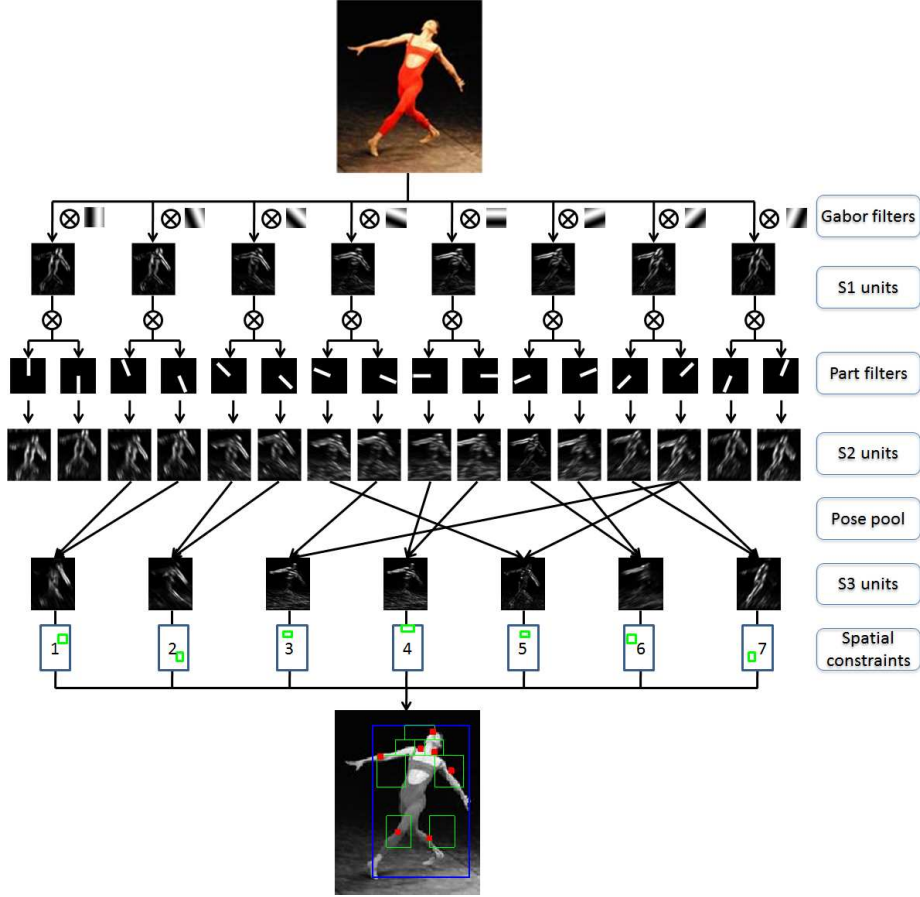 Gabor filters
S1 units
Part filters
S2 units
Pose pool
S3 units
1
2
3
4
5
6
7
Spatial
constraints